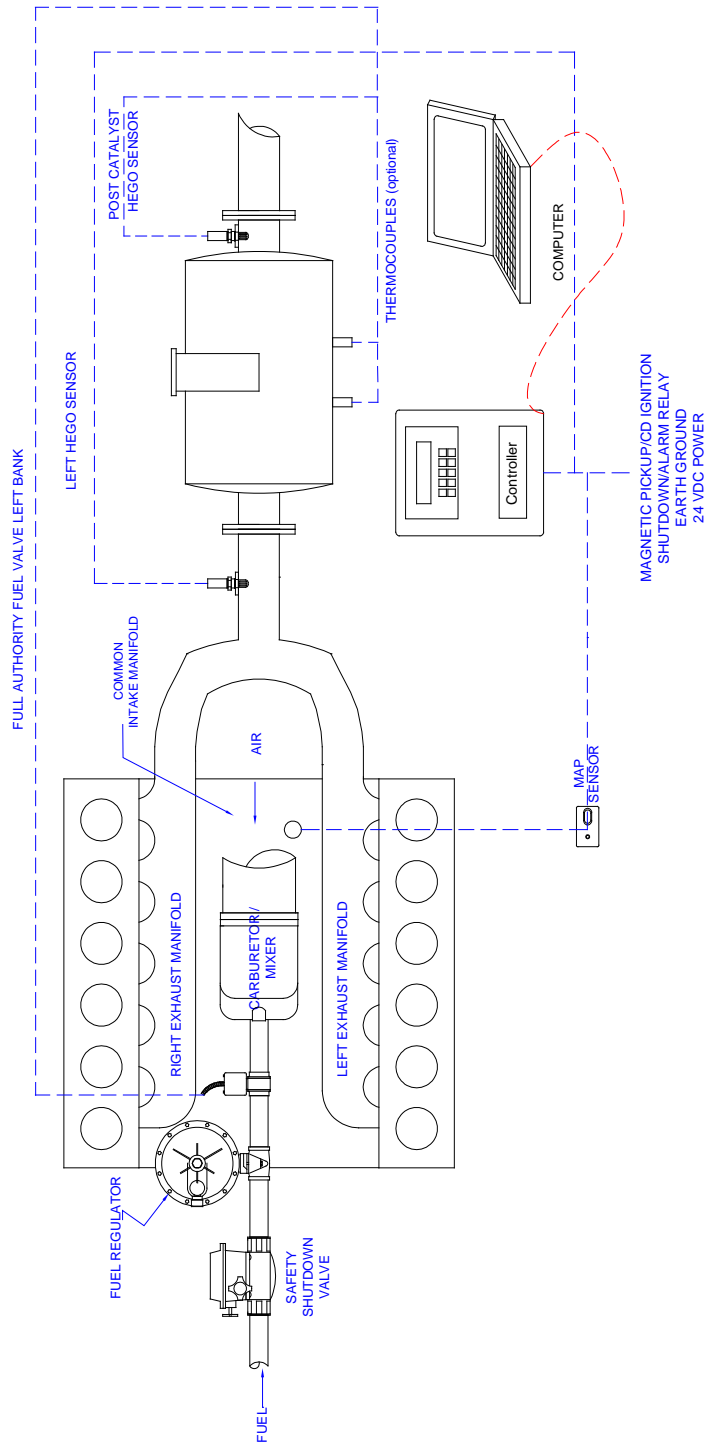 FULL AUTHORITY FUEL VALVE LEFT BANK
LEFT HEGO SENSOR
POST CATALYST
HEGO SENSOR
THERMOCOUPLES (optional)
COMPUTER
Controller
MAGNETIC PICKUP/CD IGNITION
SHUTDOWN/ALARM RELAY
EARTH GROUND
24 VDC POWER
COMMON
INTAKE MANIFOLD
AIR
MAP
SENSOR
RIGHT EXHAUST MANIFOLD
CARBURETOR /
MIXER
LEFT EXHAUST MANIFOLD
FUEL REGULATOR
SAFETY
SHUTDOWN
VALVE
FUEL